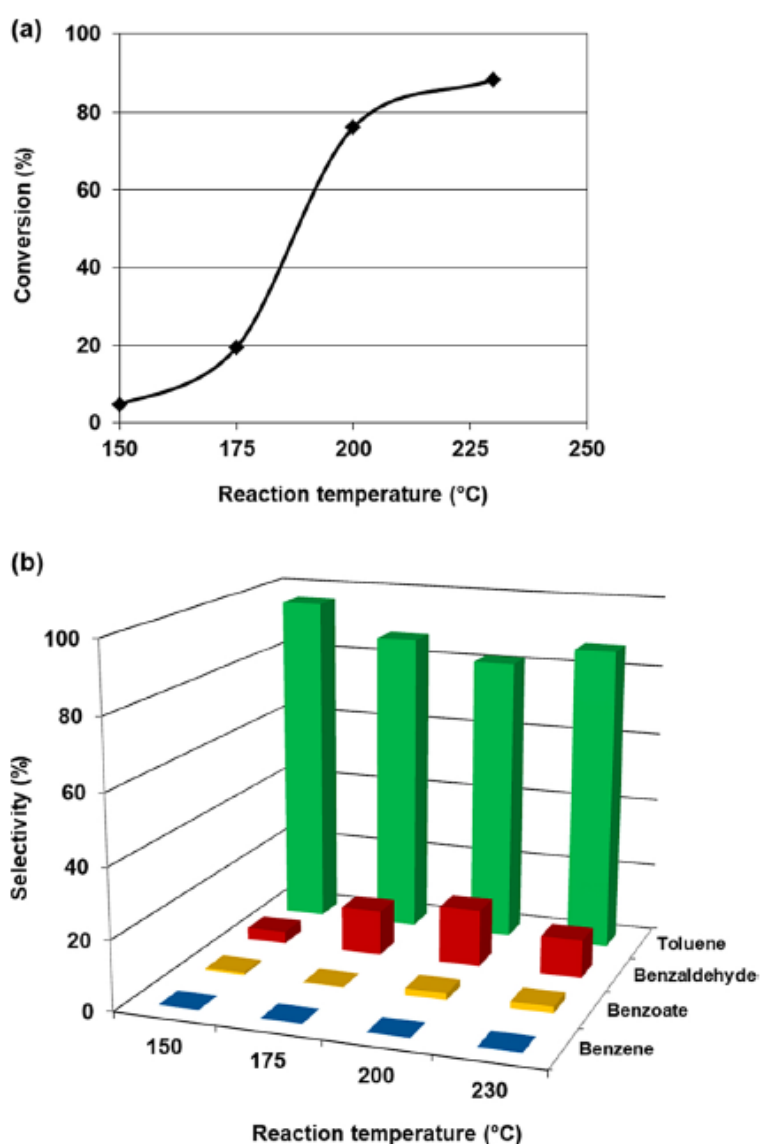 (a)
100
80
60
40
20
0
Conversion (%)
150 175 200 225 250
Reaction temperature (°C)
(b)
100
80
60
40
20
0
Selectivity (%)
Toluene
Benzaldehyde
Benzoate
Benzene
150 175 200 230
Reaction temperature (°C)